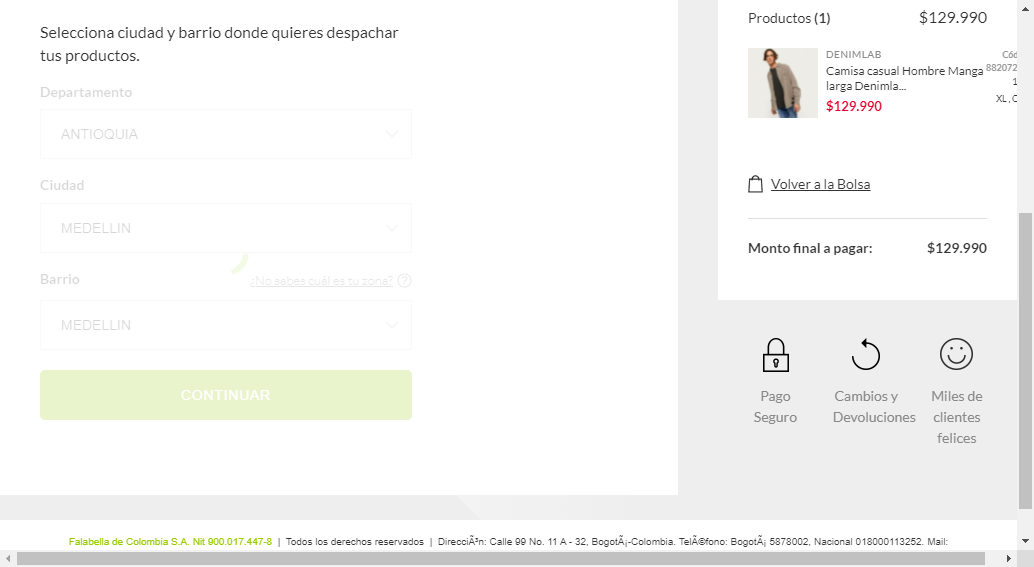 Selecciona ciudad y barrio donde quieres despachar
tus productos.
Departamento
ANTIOQUIA
Ciudad
MEDELLIN
Barrio
¿No sabes cuál es tu zona? ?
MEDELLIN
CONTINUAR
Productos (1)
$129.990
DENIMLAB
Camisa casual Hombre Manga
larga Denimla...
$129.990
Cód
882072
1
XL, C
Volver a la Bolsa
Monto final a pagar:
$129.990
Pago
Seguro
Cambios y
Devoluciones
Miles de
clientes
felices
Falabella de Colombia S.A. Nit 900.017.447-8 | Todos los derechos reservados | DirecciÃ³n: Calle 99 No. 11 A - 32, BogotÃ¡-Colombia. TelÃ©fono: BogotÃ¡ 5878002, Nacional 018000113252. Mail: